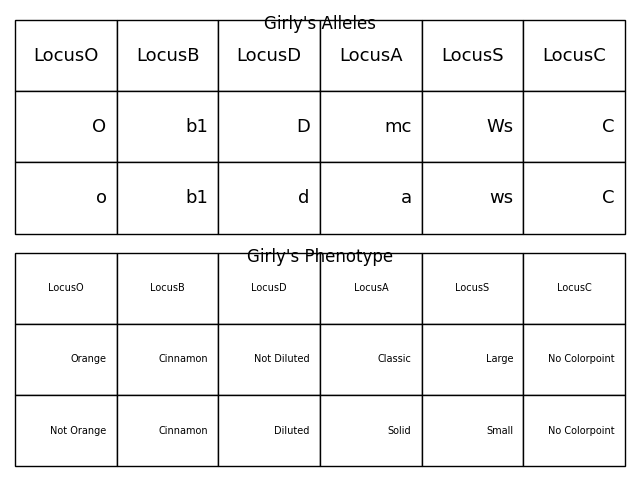 Girly's Alleles
LocusO LocusB LocusD LocusA LocusS LocusC
O b1 D mc Ws C
o b1 d a ws C
Girly's Phenotype
LocusO LocusB LocusD LocusA LocusS LocusC
Orange Cinnamon Not Diluted Classic Large No Colorpoint
Not Orange Cinnamon Diluted Solid Small No Colorpoint